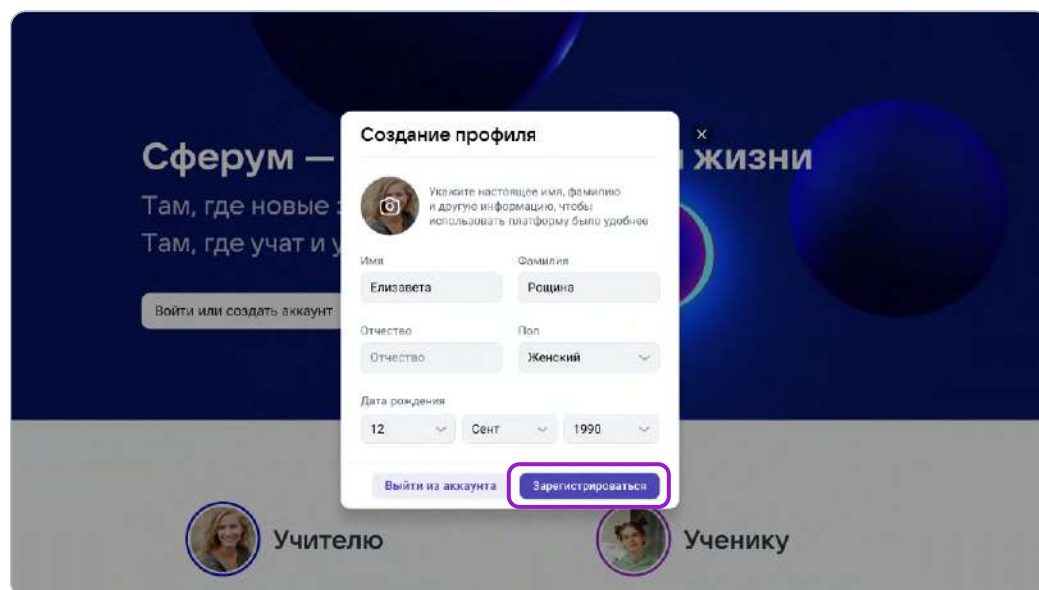 Создание профиля
Сферум —
жизни
Укажите настоящее имя, фамилию
и другую информацию, чтобы
использовать платформу было удобнее
Там, где новые
Там, где учат и у
Имя Фамилия
Елизавета Рощина
Войти или создать аккаунт
Отчество Пол
Отчество Женский
Дата рождения
12 Сент 1990
Выйти из аккаунта Зарегистрироваться
Учителю Ученику